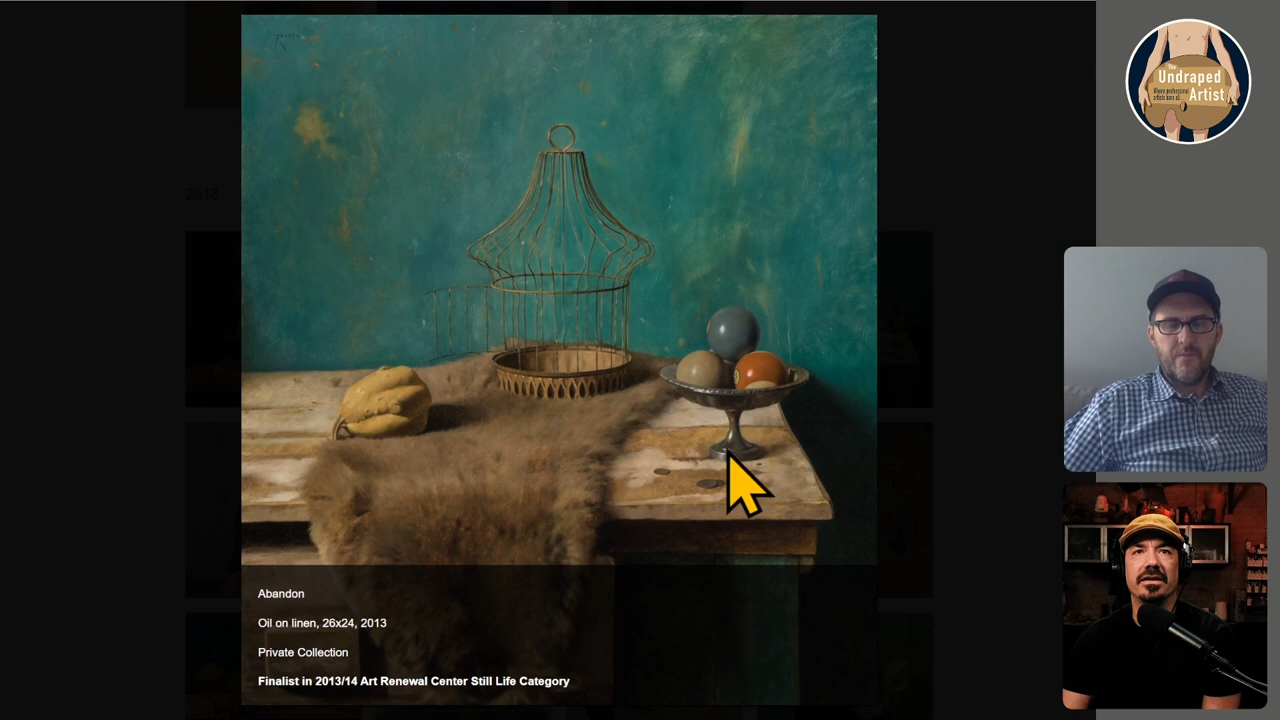 2013
Abandon
Oil on linen, 26x24, 2013
Private Collection
Finalist in 2013/14 Art Renewal Center Still Life Category
The
Undraped
Where professional
artists bare all.
Artist